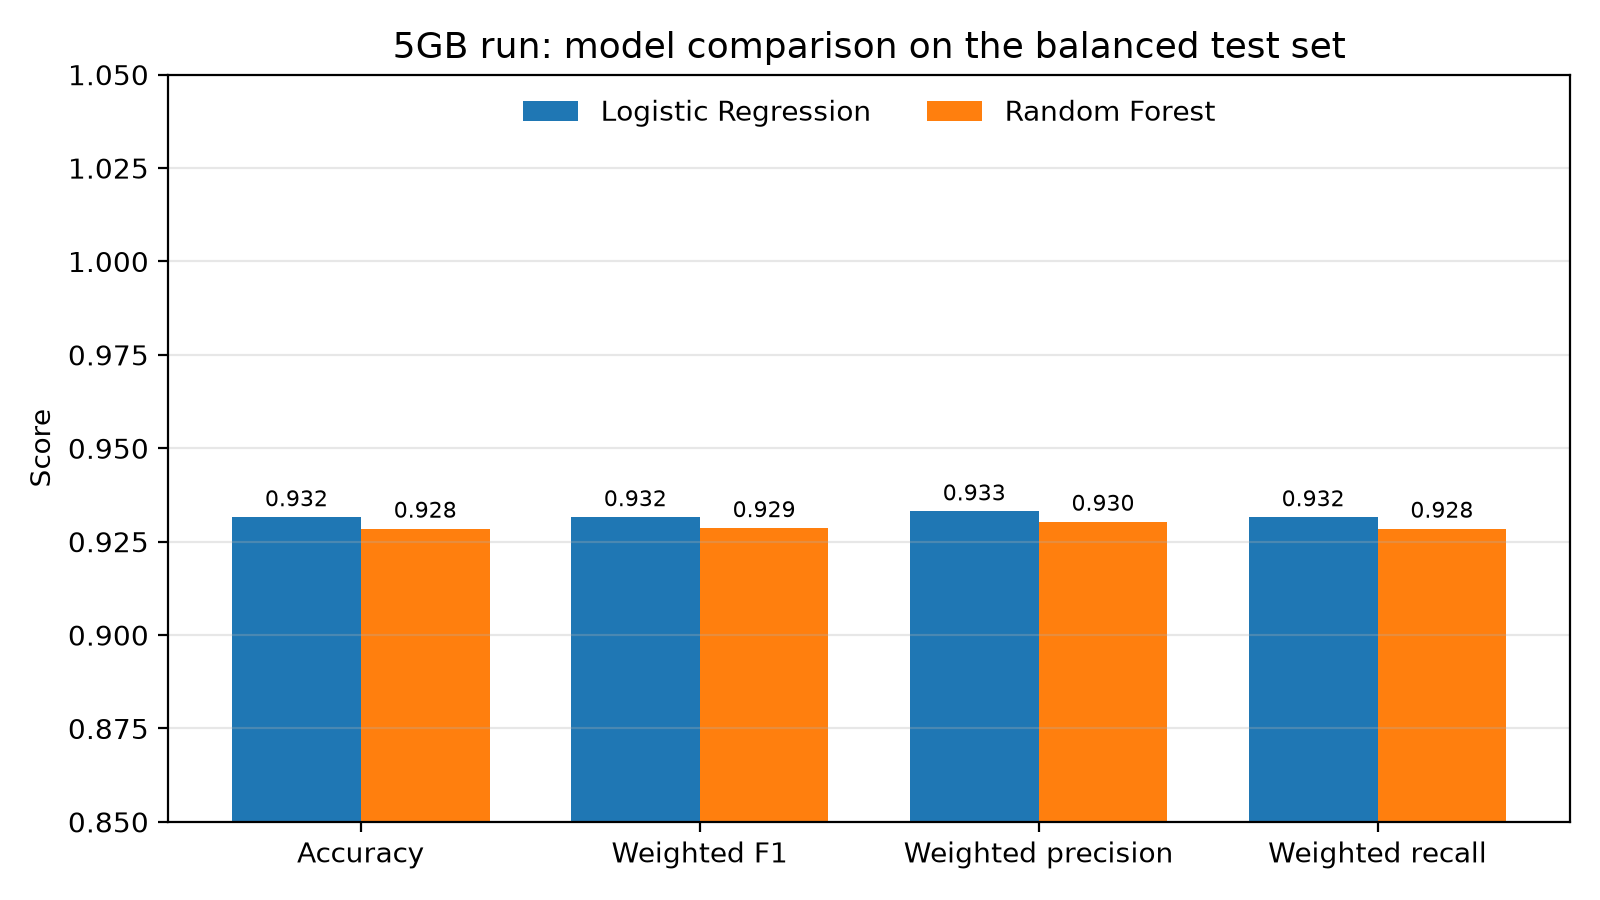 5GB run: model comparison on the balanced test set
Logistic Regression
Random Forest
Score
1.050
1.025
1.000
0.975
0.950
0.925
0.900
0.875
0.850
0.932
0.928
0.932
0.929
0.933
0.930
0.932
0.928
Accuracy
Weighted F1
Weighted precision
Weighted recall